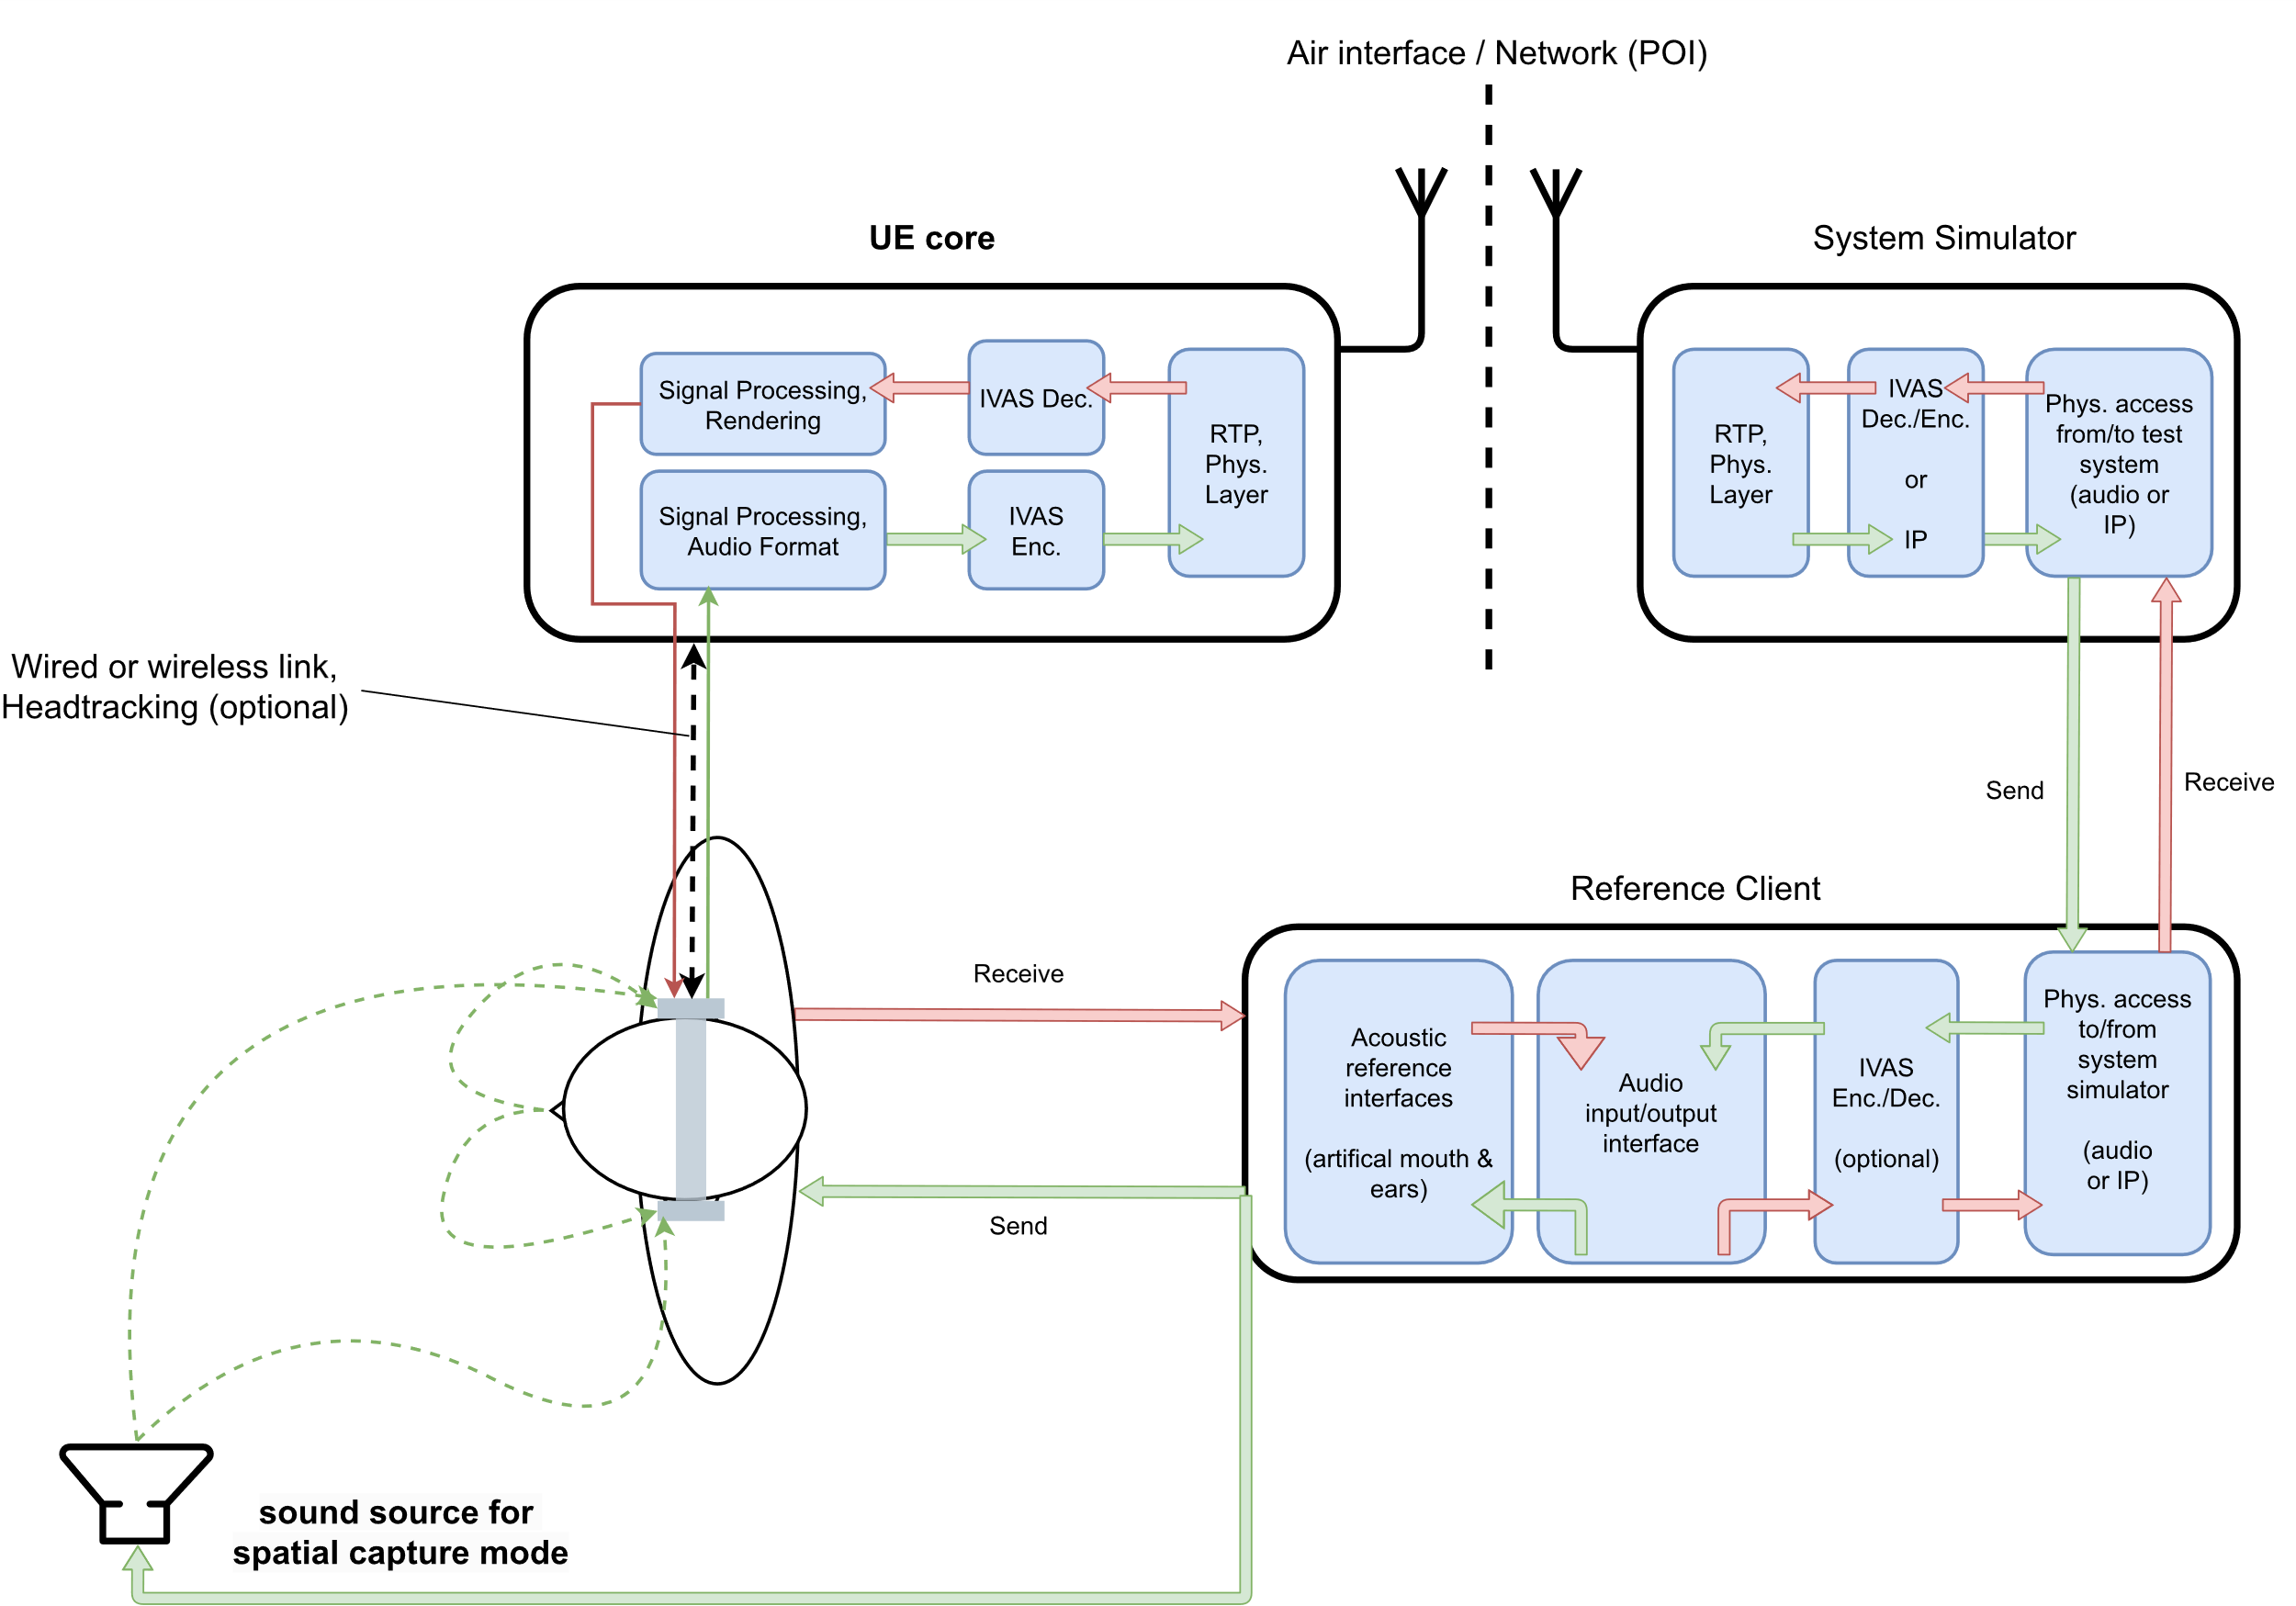 Air interface / Network (POI)
UE core
System Simulator
Signal Processing,
Rendering
IVAS Dec.
RTP,
Phys.
Layer
Signal Processing,
Audio Format
IVAS
Enc.
RTP,
Phys.
Layer
IVAS
Dec./Enc.
or
IP
Phys. access
from/to test
system
(audio or
IP)
Wired or wireless link,
Headtracking (optional)
Send
Receive
Reference Client
Receive
Send
Acoustic
reference
interfaces
(artifical mouth &
ears)
Audio
input/output
interface
IVAS
Enc./Dec.
(optional)
Phys. access
to/from
system
simulator
(audio
or IP)
sound source for
spatial capture mode